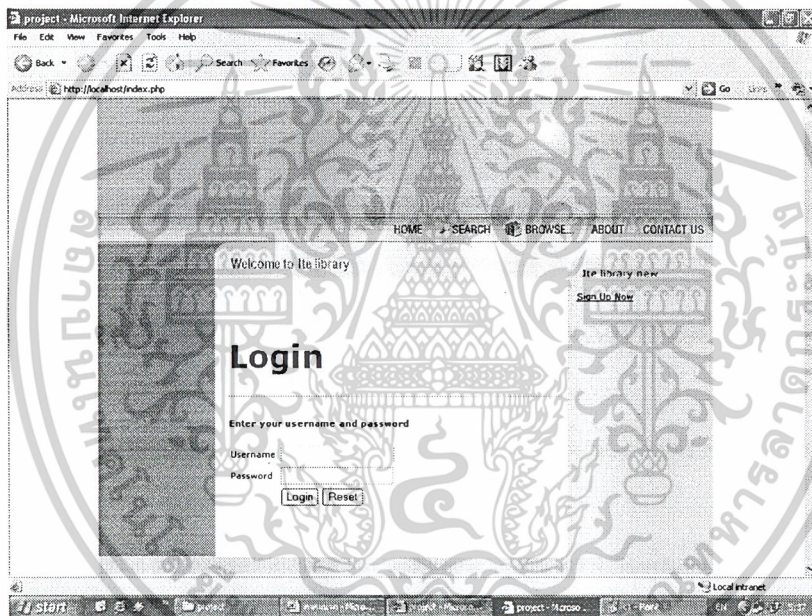 project - Microsoft Internet Explorer
File Edit View Favorites Tools Help
Back Search Favorites
Address http://localhost/index.php Go Links
HOME SEARCH BROWSE... ABOUT CONTACT US
Welcome to Ite library
Ite library new
Sign Up Now
Login
Enter your username and password
Username
Password
Login Reset
Local intranet
start project project - Microso... EN